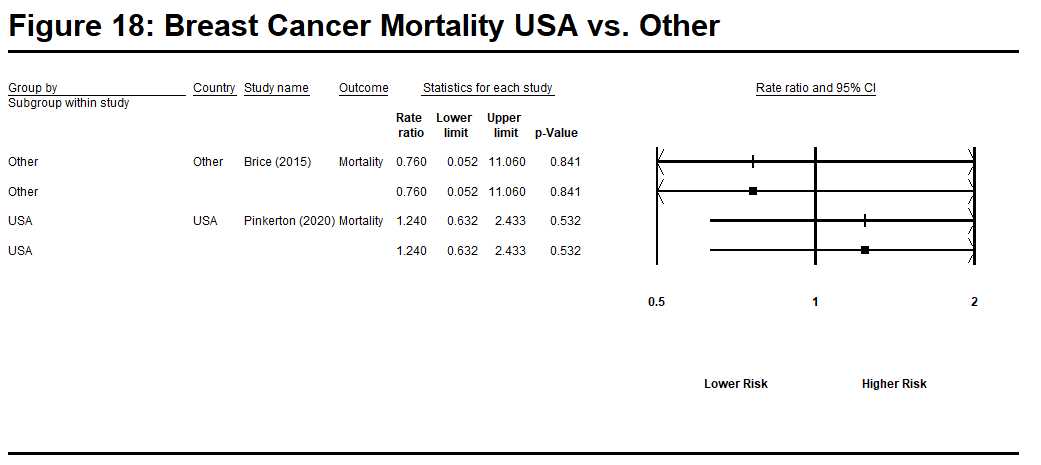 Figure 18: Breast Cancer Mortality USA vs. Other
Group by Country Study name Outcome Statistics for each study Rate ratio and 95% CI
Subgroup within study
Rate Lower Upper
ratio limit limit p-Value
Other Other Brice (2015) Mortality 0.760 0.052 11.060 0.841
Other 0.760 0.052 11.060 0.841
USA USA Pinkerton (2020) Mortality 1.240 0.632 2.433 0.532
USA 1.240 0.632 2.433 0.532
0.5 1 2
Lower Risk Higher Risk